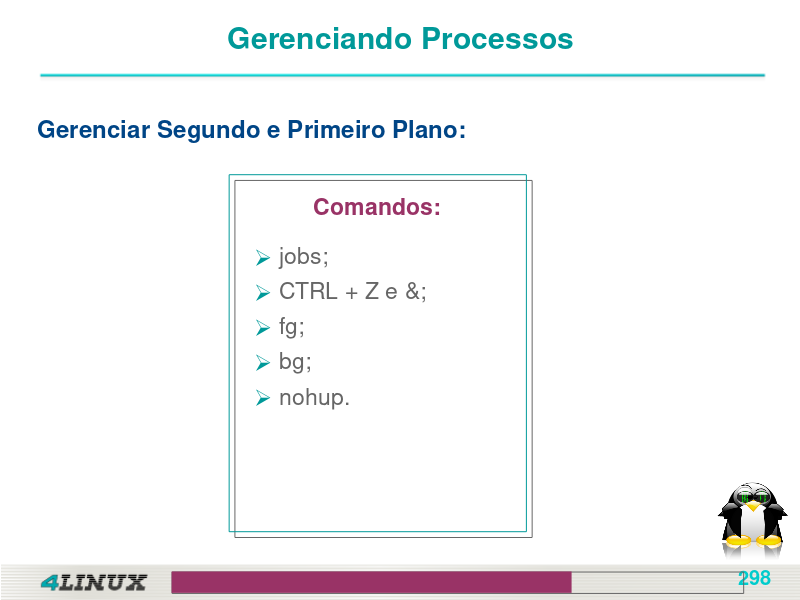 Gerenciando Processos
Gerenciar Segundo e Primeiro Plano:
Comandos:
jobs;
CTRL + Z e &;
fg;
bg;
nohup.
4LINUX
298